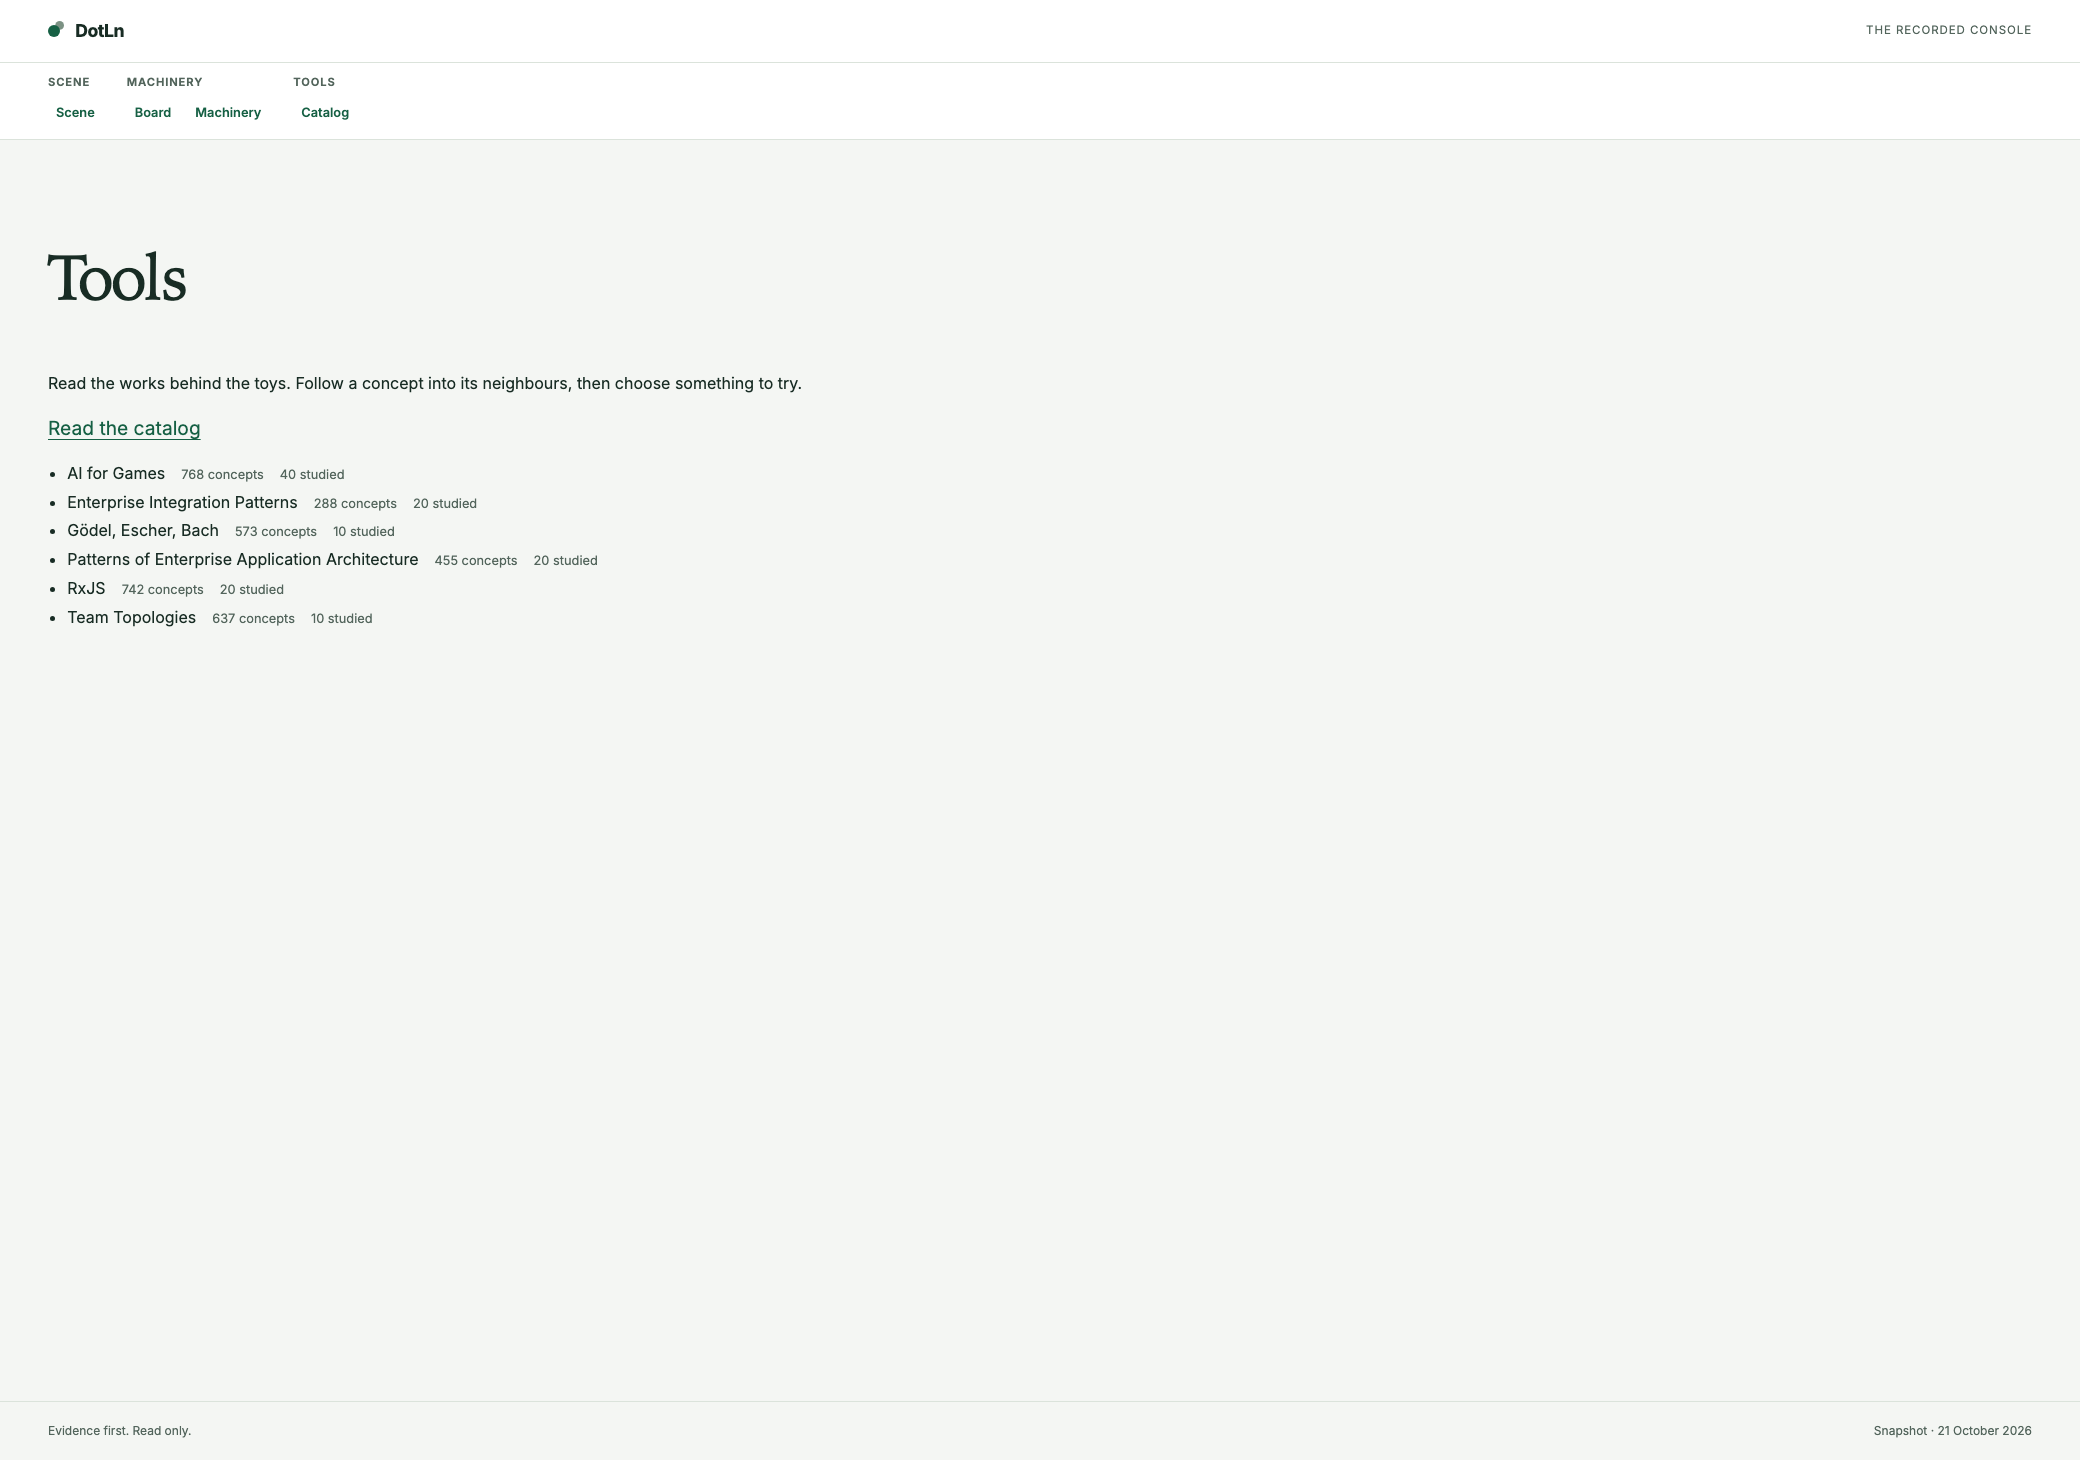 DotLn
THE RECORDED CONSOLE
SCENE
MACHINERY
TOOLS
Scene
Board
Machinery
Catalog
Tools
Read the works behind the toys. Follow a concept into its neighbours, then choose something to try.
Read the catalog
AI for Games 768 concepts 40 studied
Enterprise Integration Patterns 288 concepts 20 studied
Gödel, Escher, Bach 573 concepts 10 studied
Patterns of Enterprise Application Architecture 455 concepts 20 studied
RxJS 742 concepts 20 studied
Team Topologies 637 concepts 10 studied
Evidence first. Read only.
Snapshot · 21 October 2026